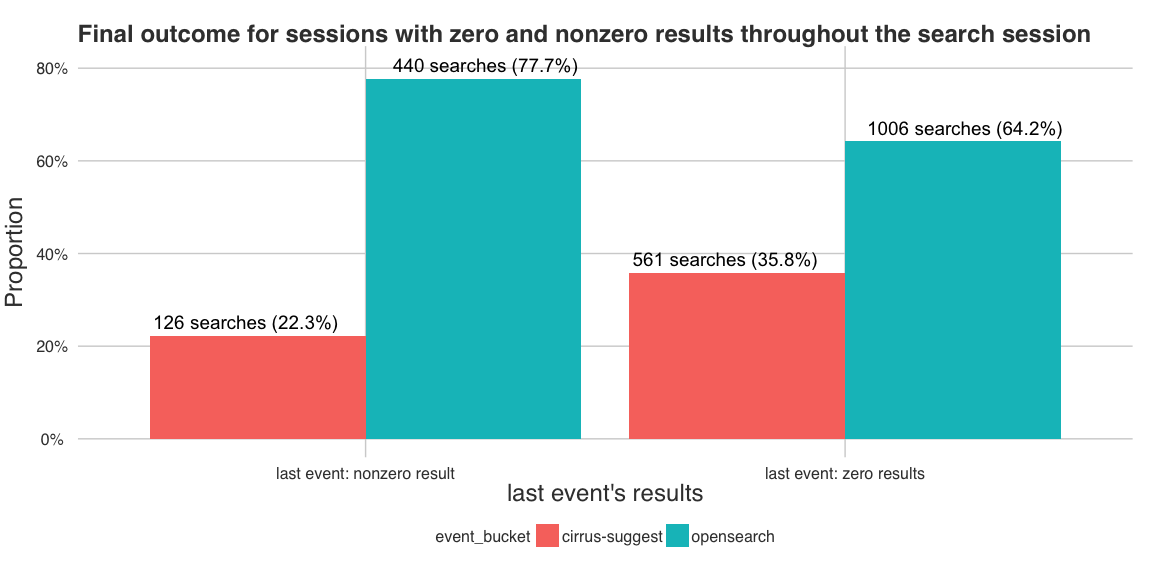 Final outcome for sessions with zero and nonzero results throughout the search session
80%
60%
40%
20%
0%
Proportion
440 searches (77.7%)
1006 searches (64.2%)
561 searches (35.8%)
126 searches (22.3%)
last event: nonzero result
last event: zero results
last event's results
event_bucket cirrus-suggest opensearch